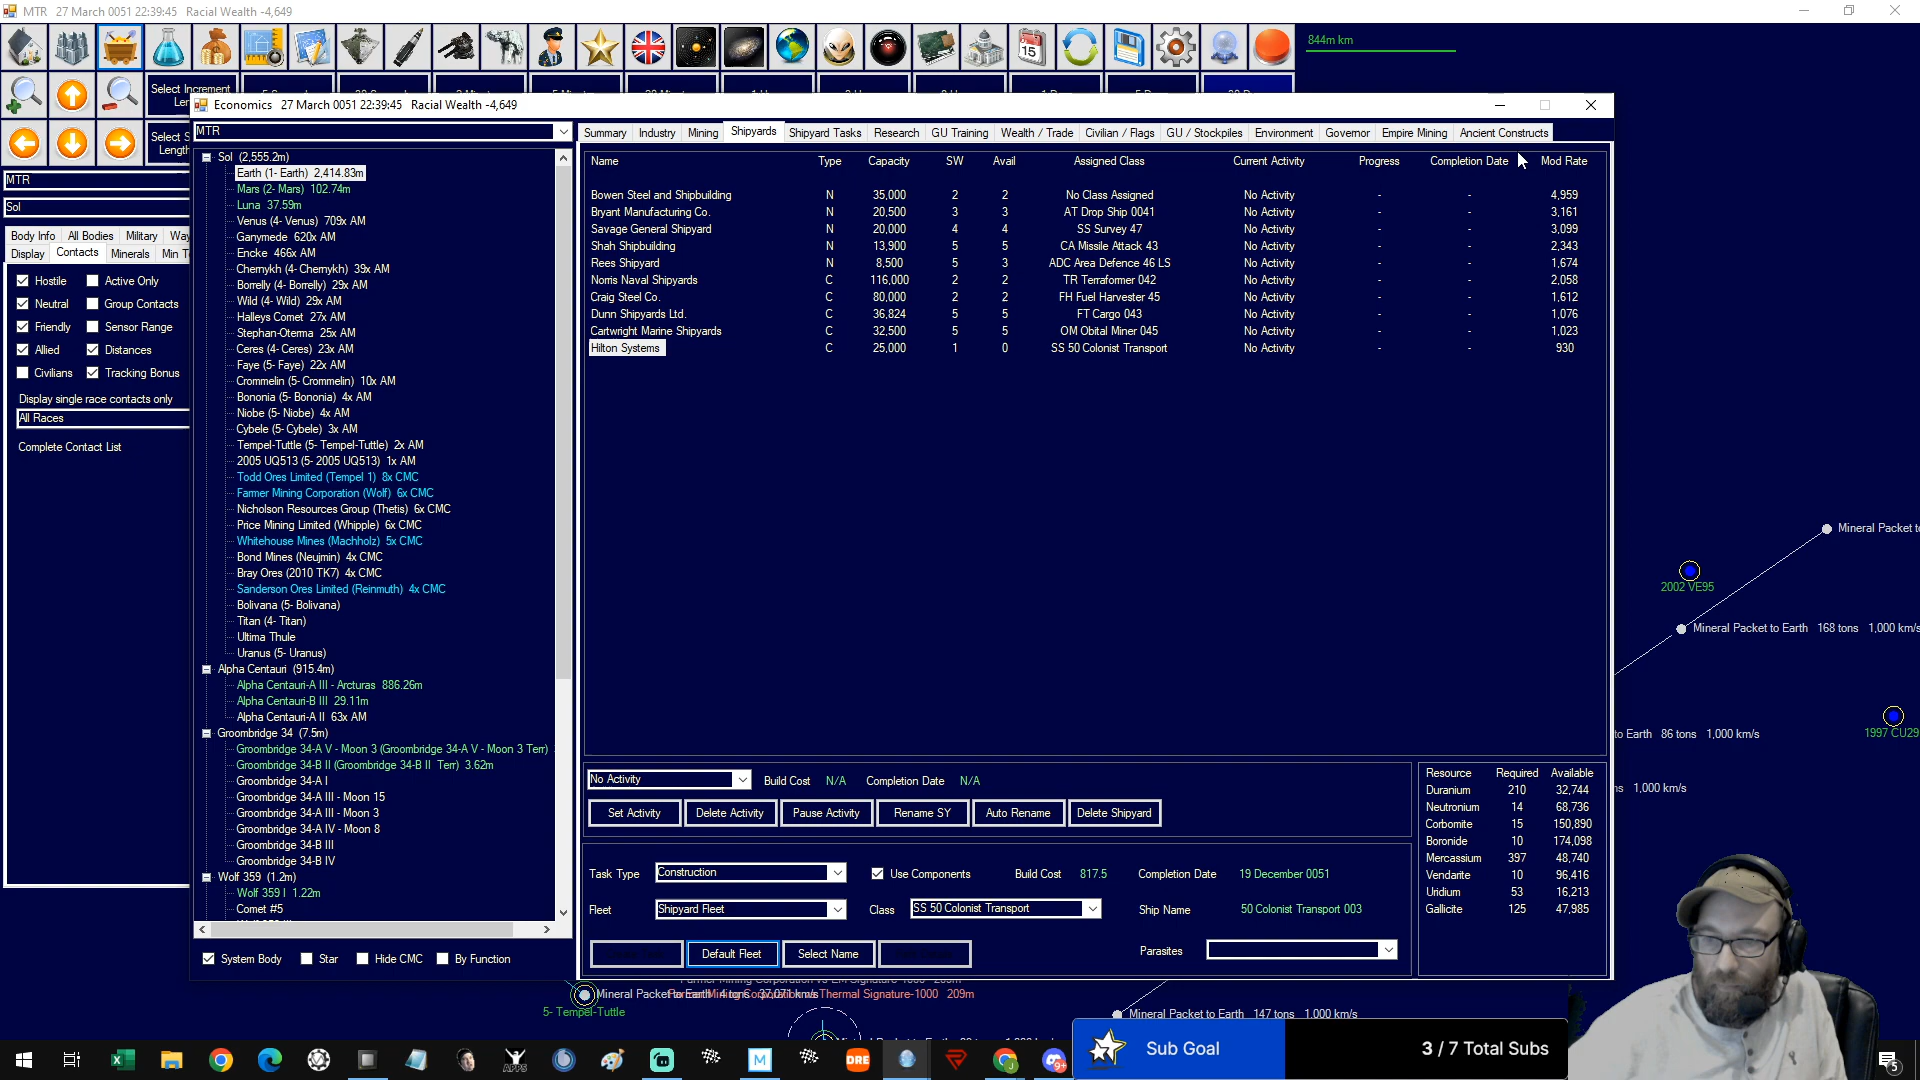 MTR 27 March 0051 22:39:45 Racial Wealth -4,649
844m km
Select Increment
Economics 27 March 0051 22:39:45 Racial Wealth -4,649
MTR
MTR
Sol
Body Info All Bodies Military
Display Contacts Minerals
Hostile Active Only
Neutral Group Contacts
Friendly Sensor Range
Allied Distances
Civilians Tracking Bonus
Display single race contacts only
All Races
Complete Contact List
Sol (2,555.2m)
Earth (1- Earth) 2,414.83m
Mars (2- Mars) 102.74m
Luna 37.59m
Venus (4- Venus) 709x AM
Ganymede 620x AM
Encke 466x AM
Chernykh (4- Chernykh) 39x AM
Borrelly (4- Borrelly) 29x AM
Wild (4- Wild) 29x AM
Halleys Comet 27x AM
Stephan-Oterma 25x AM
Ceres (4- Ceres) 23x AM
Faye (5- Faye) 22x AM
Crommelin (5- Crommelin) 10x AM
Bononia (5- Bononia) 4x AM
Niobe (5- Niobe) 4x AM
Cybele (5- Cybele) 3x AM
Tempel-Tuttle (5- Tempel-Tuttle) 2x AM
2005 UQ513 (5- 2005 UQ513) 1x AM
Todd Ores Limited (Tempel 1) 8x CMC
Farmer Mining Corporation (Wolf) 6x CMC
Nicholson Resources Group (Thetis) 6x CMC
Price Mining Limited (Whipple) 6x CMC
Whitehouse Mines (Machholz) 5x CMC
Bond Mines (Neujmin) 4x CMC
Bray Ores (2010 TK7) 4x CMC
Sanderson Ores Limited (Reinmuth) 4x CMC
Bolivana (5- Bolivana)
Titan (4- Titan)
Ultima Thule
Uranus (5- Uranus)
Alpha Centauri (915.4m)
Alpha Centauri-A III - Arcturas 886.26m
Alpha Centauri-B III 29.11m
Alpha Centauri-A II 63x AM
Groombridge 34 (7.5m)
Groombridge 34-A V - Moon 3 (Groombridge 34-A V - Moon 3 Terr)
Groombridge 34-B II (Groombridge 34-B II Terr) 3.62m
Groombridge 34-A I
Groombridge 34-A III - Moon 15
Groombridge 34-A III - Moon 3
Groombridge 34-A IV - Moon 8
Groombridge 34-B III
Groombridge 34-B IV
Wolf 359 (1.2m)
Wolf 359 I 1.22m
Comet #5
System Body Star Hide CMC By Function
Summary Industry Mining Shipyards Shipyard Tasks Research GU Training Wealth / Trade Civilian / Flags GU / Stockpiles Environment Governor Empire Mining Ancient Constructs
Name Type Capacity SW Avail Assigned Class Current Activity Progress Completion Date Mod Rate
Bowen Steel and Shipbuilding N 35,000 2 2 No Class Assigned No Activity - - 4,959
Bryant Manufacturing Co. N 20,500 3 3 AT Drop Ship 0041 No Activity - - 3,161
Savage General Shipyard N 20,000 4 4 SS Survey 47 No Activity - - 3,099
Shah Shipbuilding N 13,900 5 5 CA Missile Attack 43 No Activity - - 2,343
Rees Shipyard N 8,500 5 3 ADC Area Defence 46 LS No Activity - - 1,674
Norris Naval Shipyards C 116,000 2 2 TR Terraformer 042 No Activity - - 2,058
Craig Steel Co. C 80,000 2 2 FH Fuel Harvester 45 No Activity - - 1,612
Dunn Shipyards Ltd. C 36,824 5 5 FT Cargo 043 No Activity - - 1,076
Cartwright Marine Shipyards C 32,500 5 5 OM Obital Miner 045 No Activity - - 1,023
Hilton Systems C 25,000 1 0 SS 50 Colonist Transport No Activity - - 930
No Activity Build Cost N/A Completion Date N/A
Set Activity Delete Activity Pause Activity Rename SY Auto Rename Delete Shipyard
Task Type Construction Use Components Build Cost 817.5 Completion Date 19 December 0051
Fleet Shipyard Fleet Class SS 50 Colonist Transport Ship Name 50 Colonist Transport 003
Default Fleet Select Name Parasites
Resource Required Available
Duranium 210 32,744
Neutronium 14 68,736
Corbomite 15 150,890
Boronide 10 174,098
Mercassium 397 48,740
Vendarite 10 96,416
Uridium 53 16,213
Gallicite 125 47,985
Mineral Packet to
2002 VE95
Mineral Packet to Earth 168 tons 1,000 km/s
1997 CU29
to Earth 86 tons 1,000 km/s
1,000 km/s
5- Tempel-Tuttle
Thermal Signature-1000 209m
Mineral Packet to Earth 147 tons 1,000 km/s
Sub Goal 3 / 7 Total Subs